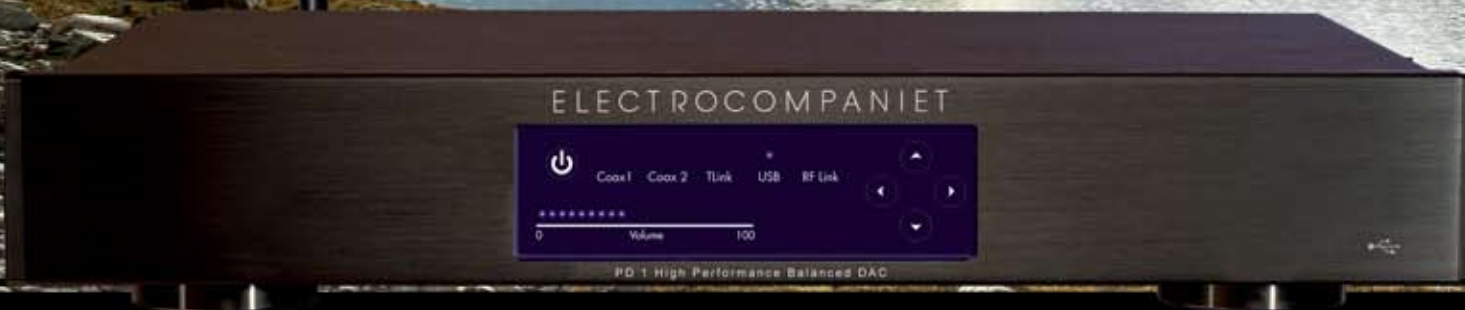 ELECTROCOMPANIET
Coax1 Coax 2 TLink USB RF Link
0 Volume 100
PD 1 High Performance Balanced DAC